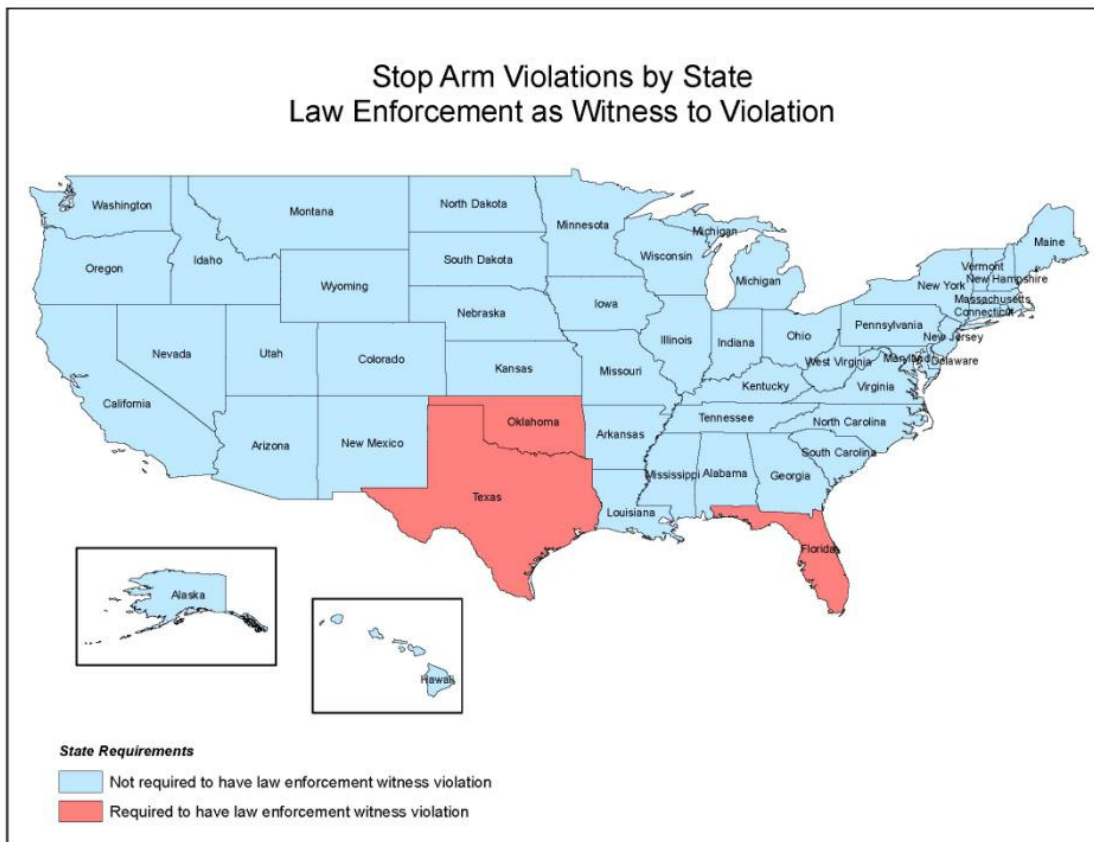 Stop Arm Violations by State
Law Enforcement as Witness to Violation
Washington
Montana
North Dakota
Minnesota
Michigan
Maine
Oregon
Idaho
South Dakota
Wisconsin
Vermont
New Hampshire
Wyoming
Michigan
New York
Massachusetts
Connecticut
Iowa
Nebraska
Pennsylvania
Nevada
Utah
Colorado
Illinois
Indiana
Ohio
New Jersey
Kansas
Missouri
West Virginia
Maryland
Delaware
California
Kentucky
Virginia
Arizona
New Mexico
Oklahoma
Arkansas
Tennessee
North Carolina
South Carolina
Texas
Mississippi
Alabama
Georgia
Louisiana
Florida
Alaska
Hawaii
State Requirements
Not required to have law enforcement witness violation
Required to have law enforcement witness violation